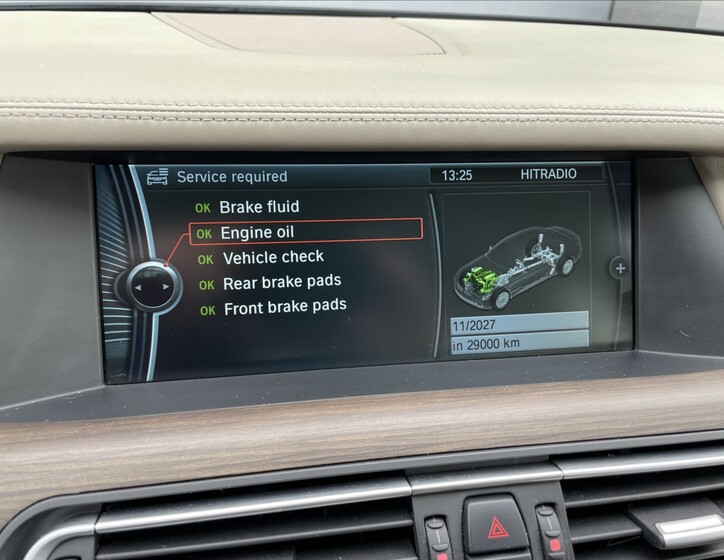 Service required
13:25
HITRADIO
OK Brake fluid
OK Engine oil
OK Vehicle check
OK Rear brake pads
OK Front brake pads
11/2027
in 29000 km